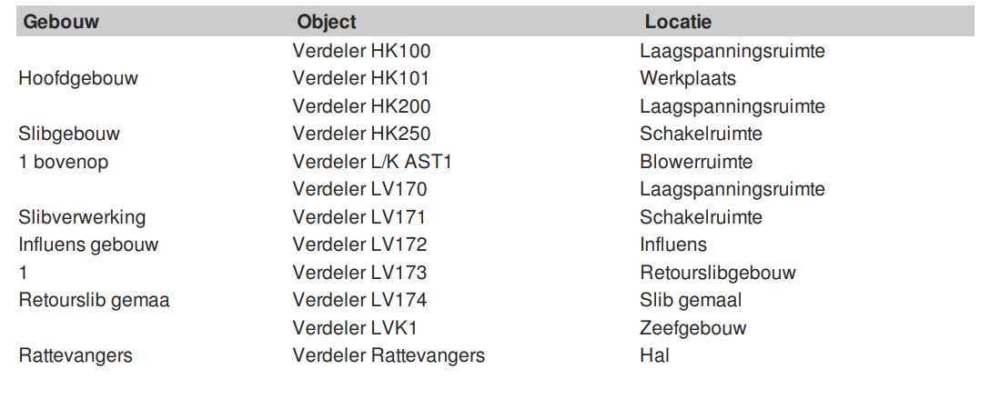 Gebouw Object Locatie
Verdeler HK100 Laagspanningsruimte
Hoofdgebouw Verdeler HK101 Werkplaats
Verdeler HK200 Laagspanningsruimte
Slibgebouw Verdeler HK250 Schakelruimte
1 bovenop Verdeler L/K AST1 Blowerruimte
Verdeler LV170 Laagspanningsruimte
Slibverwerking Verdeler LV171 Schakelruimte
Influens gebouw Verdeler LV172 Influens
1 Verdeler LV173 Retourslibgebouw
Retourslib gemaa Verdeler LV174 Slib gemaal
Verdeler LVK1 Zeefgebouw
Rattevangers Verdeler Rattevangers Hal